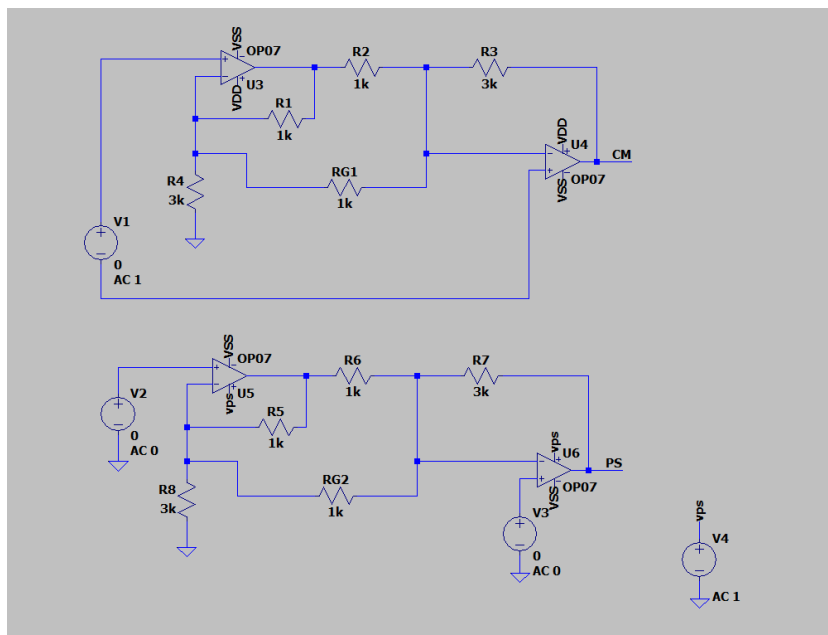 VSS
OP07
U3
VDD
R1
1k
R2
1k
R3
3k
R4
3k
RG1
1k
VDD
U4
OP07
VSS
CM
V1
0
AC 1
VSS
OP07
U5
vps
R5
1k
R6
1k
R7
3k
V2
0
AC 0
R8
3k
RG2
1k
vps
U6
OP07
VSS
PS
V3
0
AC 0
vps
V4
AC 1